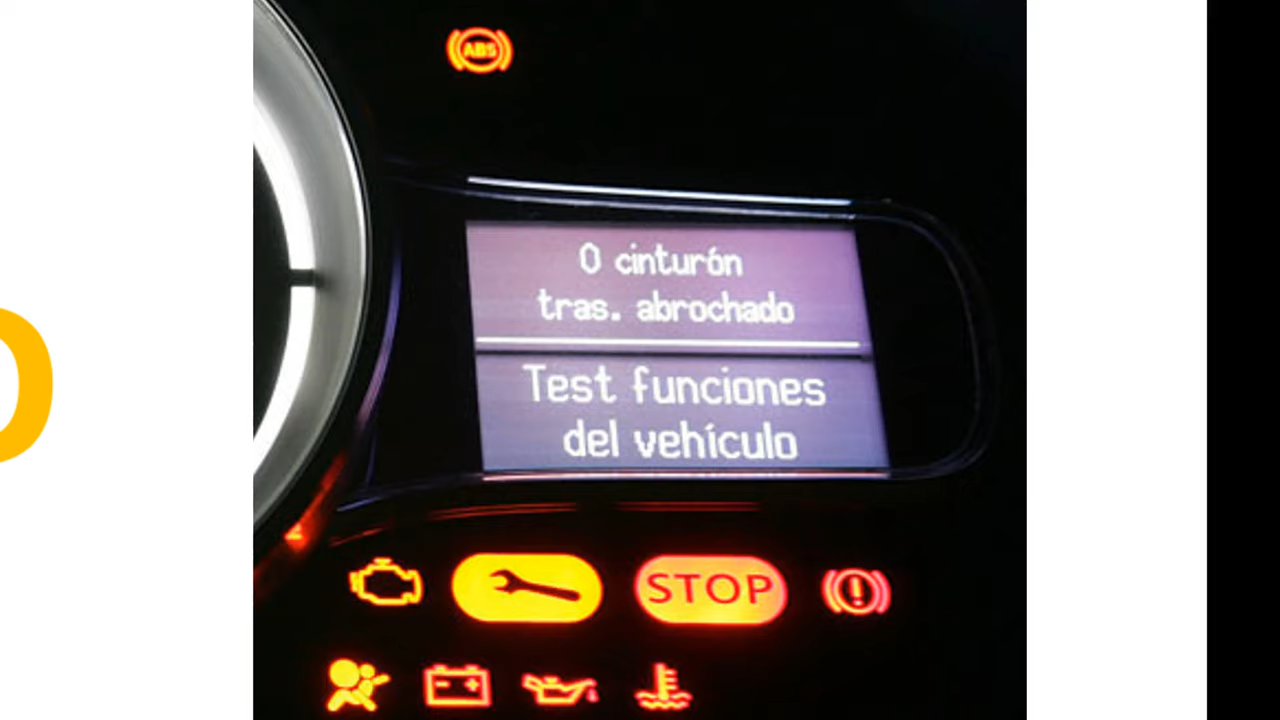 ABS
0 cinturón
tras. abrochado
Test funciones
del vehículo
STOP